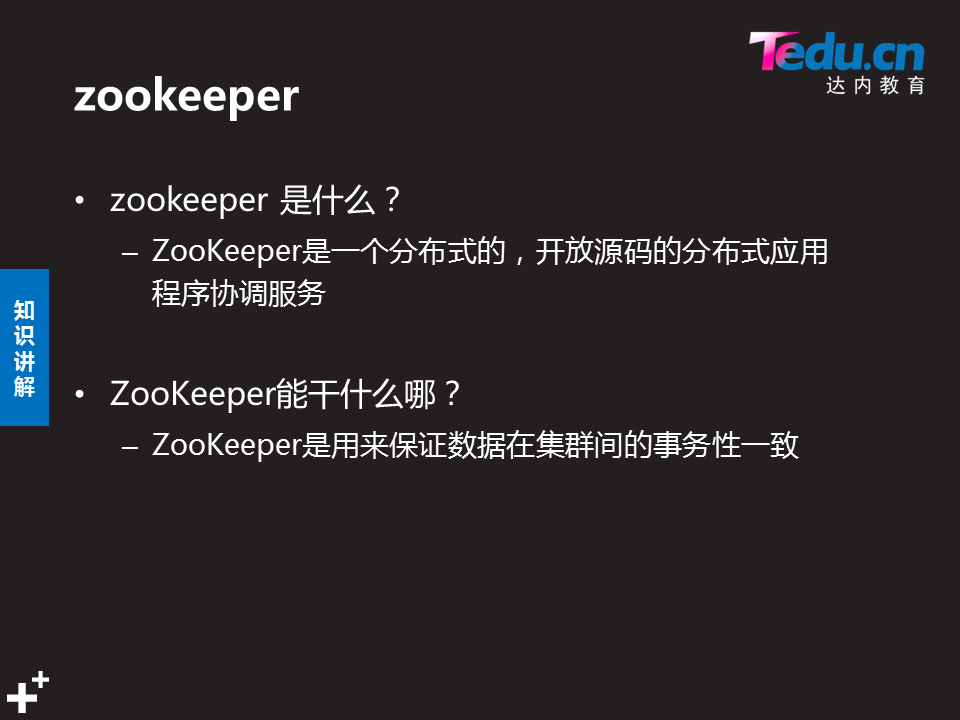 Tedu.cn
达内教育
zookeeper
• zookeeper 是什么？
– ZooKeeper是一个分布式的，开放源码的分布式应用
程序协调服务
知识讲解
• ZooKeeper能干什么哪？
– ZooKeeper是用来保证数据在集群间的事务性一致